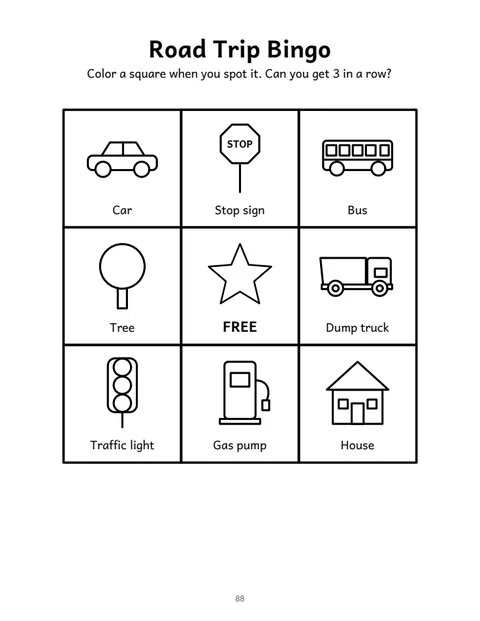 Road Trip Bingo
Color a square when you spot it. Can you get 3 in a row?
STOP
Car
Stop sign
Bus
Tree
FREE
Dump truck
Traffic light
Gas pump
House
88